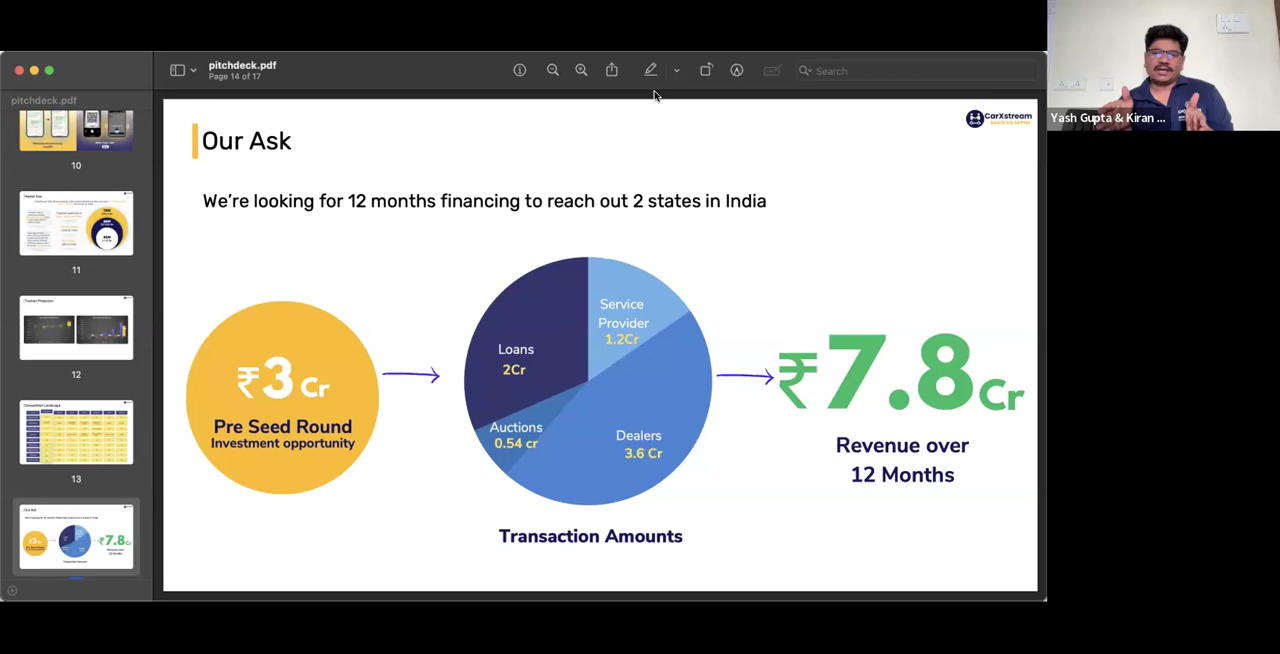 pitchdeck.pdf
Page 14 of 17
Search
pitchdeck.pdf
10
11
12
13
CarXstream
Our Ask
We're looking for 12 months financing to reach out 2 states in India
₹3 Cr
Pre Seed Round
Investment opportunity
Service
Provider
1.2Cr
Loans
2Cr
Auctions
0.54 cr
Dealers
3.6 Cr
Transaction Amounts
₹7.8Cr
Revenue over
12 Months
Yash Gupta & Kiran ...